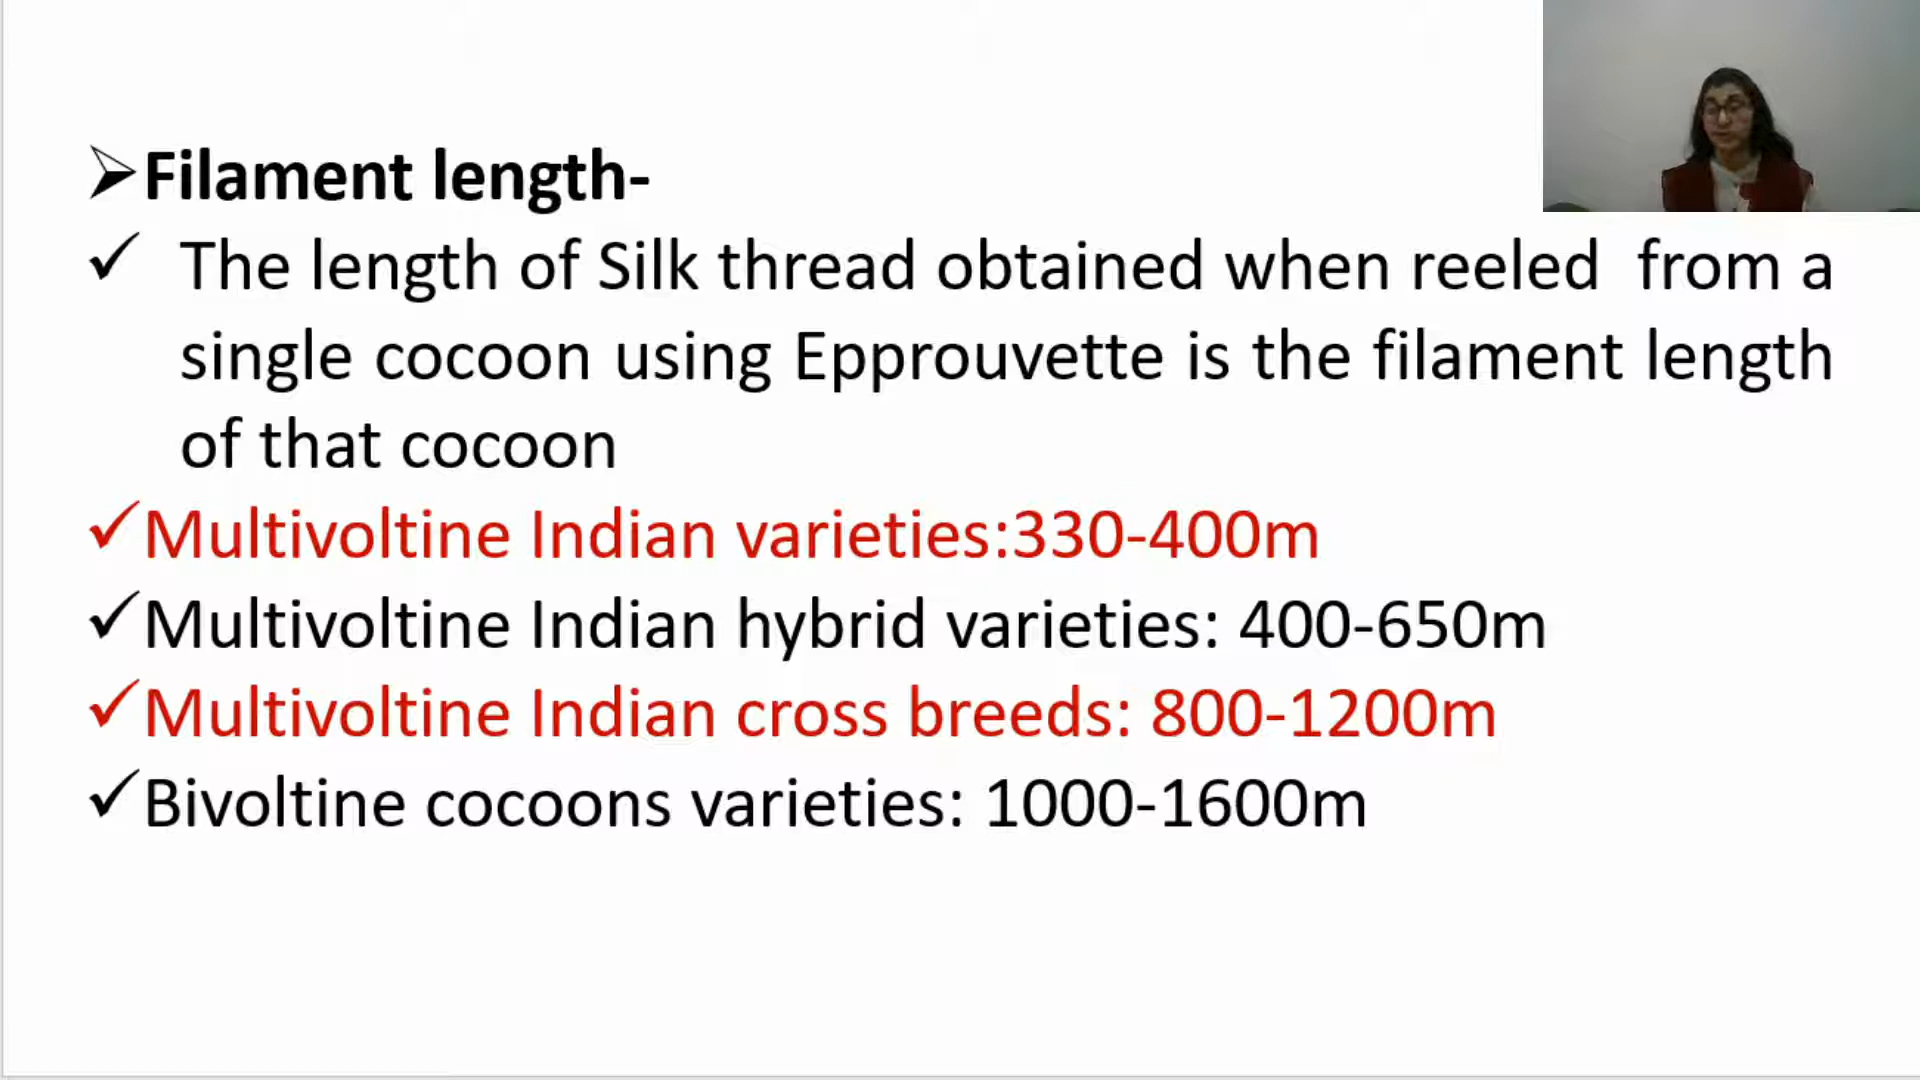 Filament length-
The length of Silk thread obtained when reeled from a
single cocoon using Epprouvette is the filament length
of that cocoon
Multivoltine Indian varieties:330-400m
Multivoltine Indian hybrid varieties: 400-650m
Multivoltine Indian cross breeds: 800-1200m
Bivoltine cocoons varieties: 1000-1600m